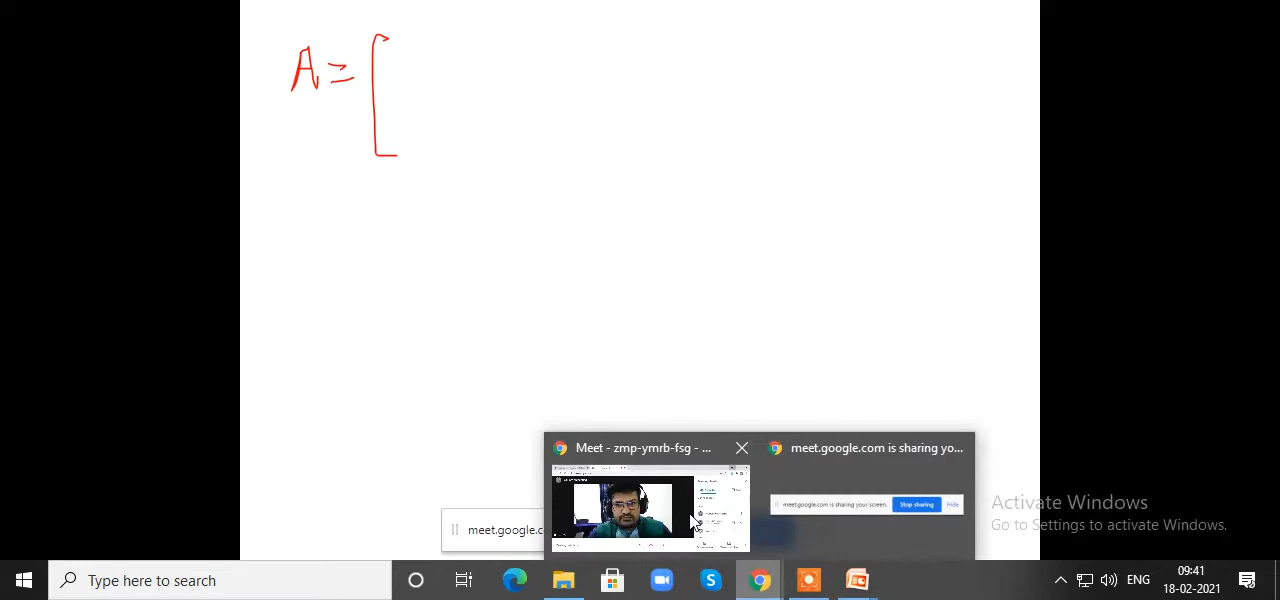 A = [
Meet - zmp-ymrb-fsg - ...
meet.google.com is sharing yo...
meet.google.com is sharing your screen.
Stop sharing
Hide
meet.google.c
Activate Windows
Go to Settings to activate Windows.
Type here to search
ENG
09:41
18-02-2021